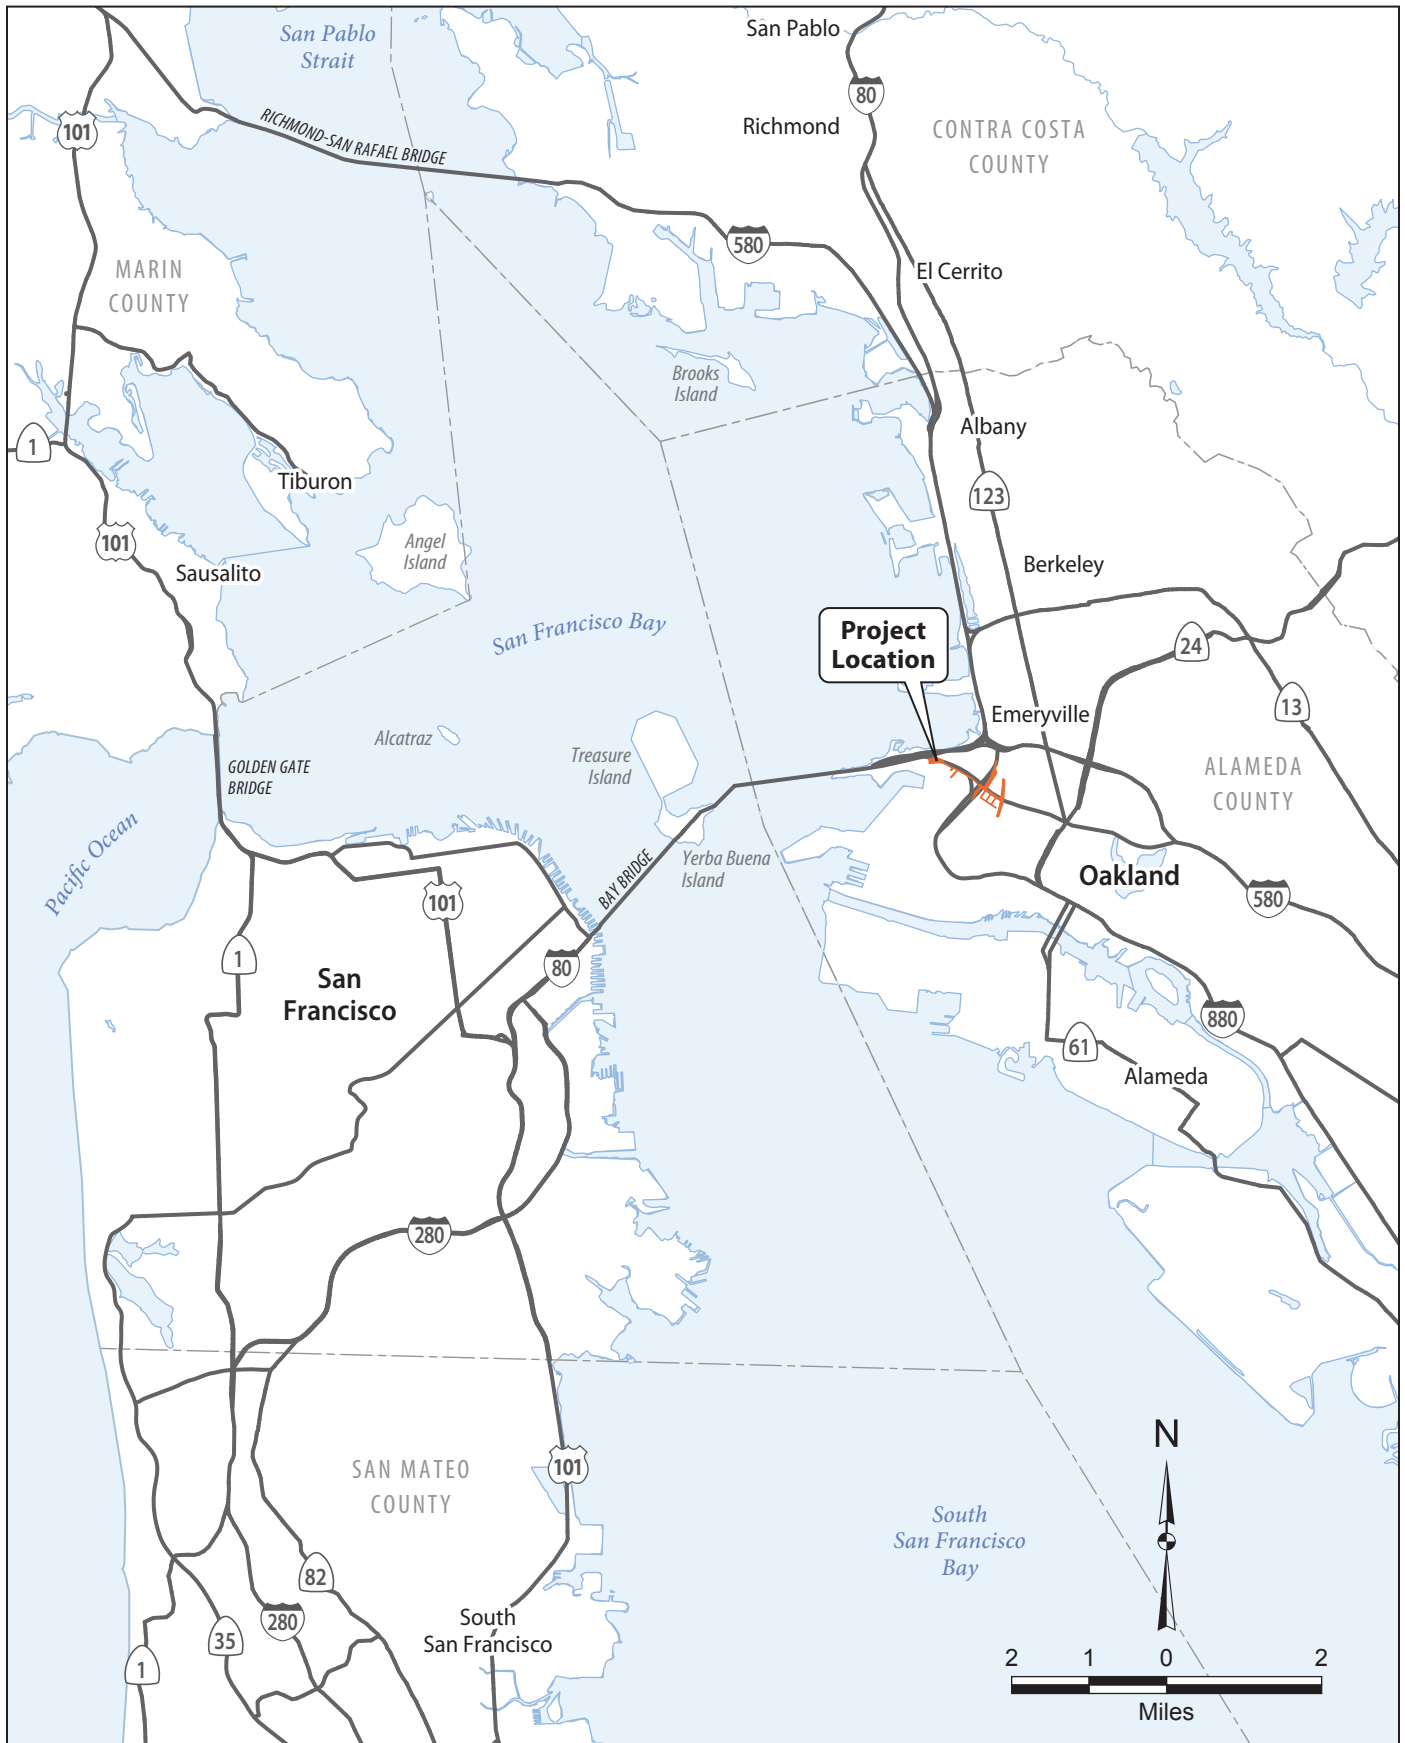 San Pablo
Strait
San Pablo
80
101
RICHMOND-SAN RAFAEL BRIDGE
Richmond
CONTRA COSTA
COUNTY
580
MARIN
COUNTY
El Cerrito
Brooks
Island
1
Albany
Tiburon
123
101
Angel
Island
Sausalito
Berkeley
San Francisco Bay
Project
Location
24
13
Emeryville
Alcatraz
Treasure
Island
GOLDEN GATE
BRIDGE
ALAMEDA
COUNTY
Pacific Ocean
BAY BRIDGE
Yerba Buena
Island
Oakland
101
580
1
80
San
Francisco
880
61
Alameda
280
SAN MATEO
COUNTY
101
N
South
San Francisco
Bay
82
280
35
South
San Francisco
1
2 1 0 2
Miles